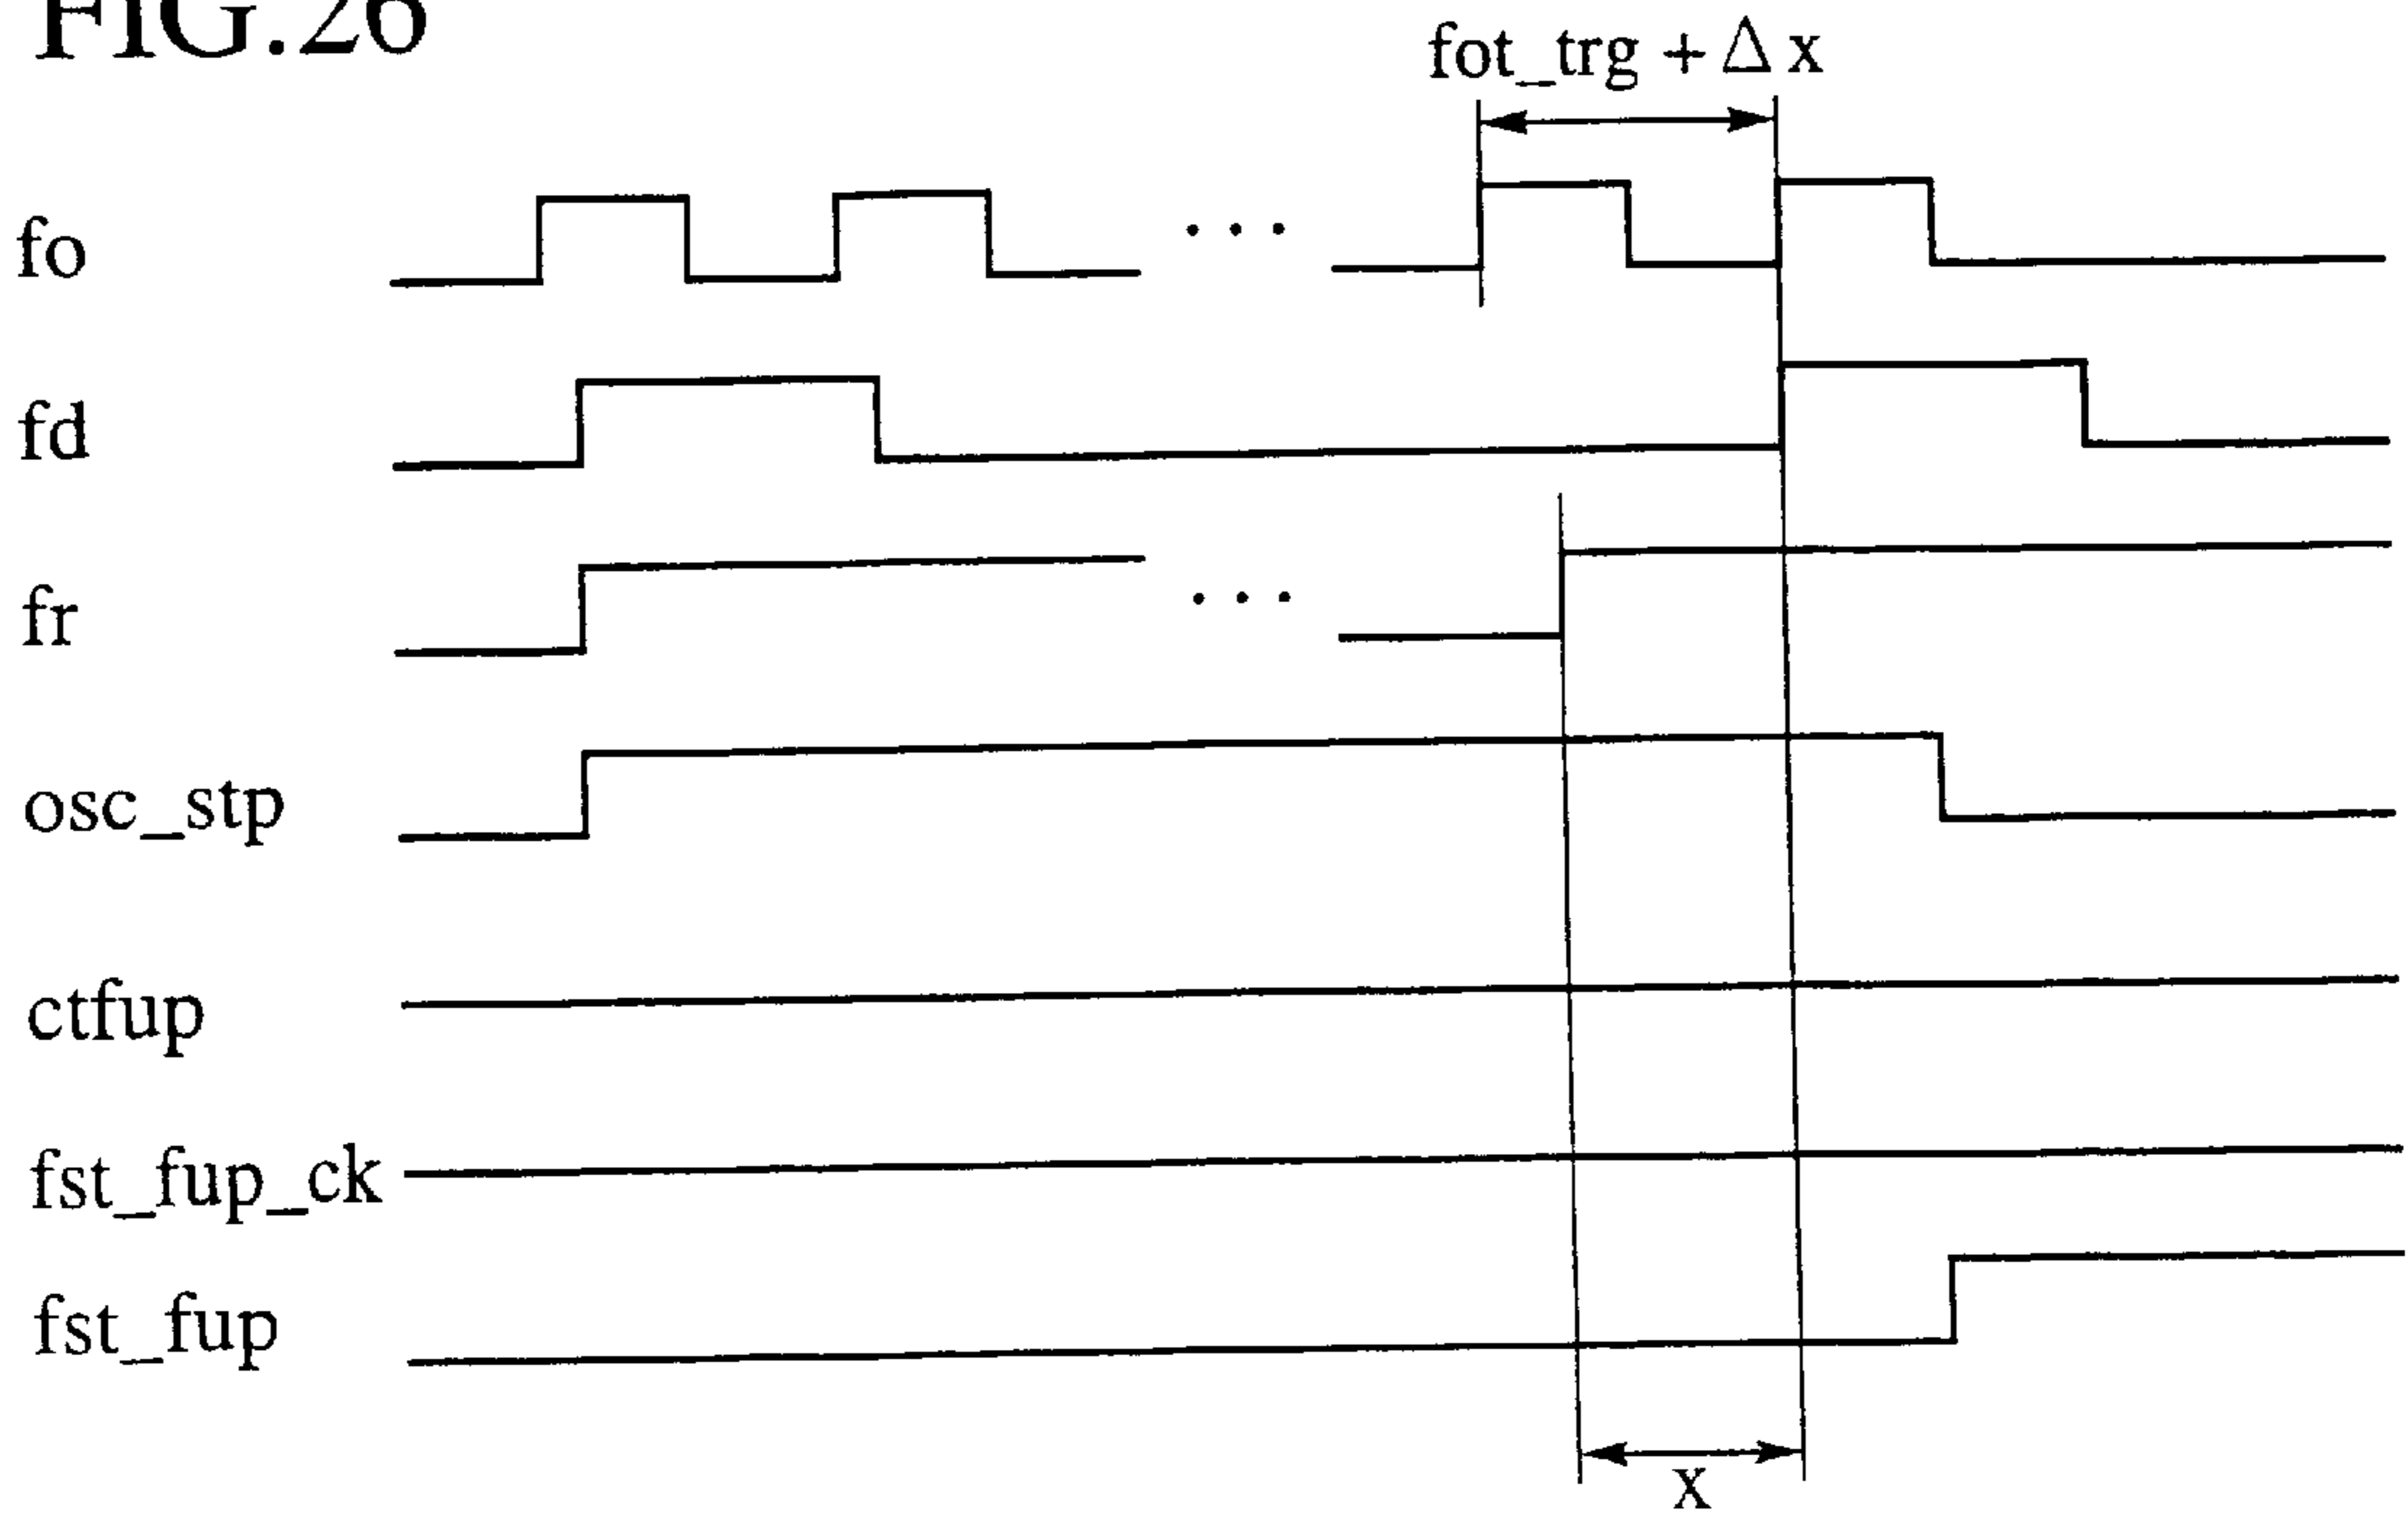 FIG.26
fot_trg + Δ x
fo
. . .
fd
fr
. . .
osc_stp
ctfup
fst_fup_ck
fst_fup
x